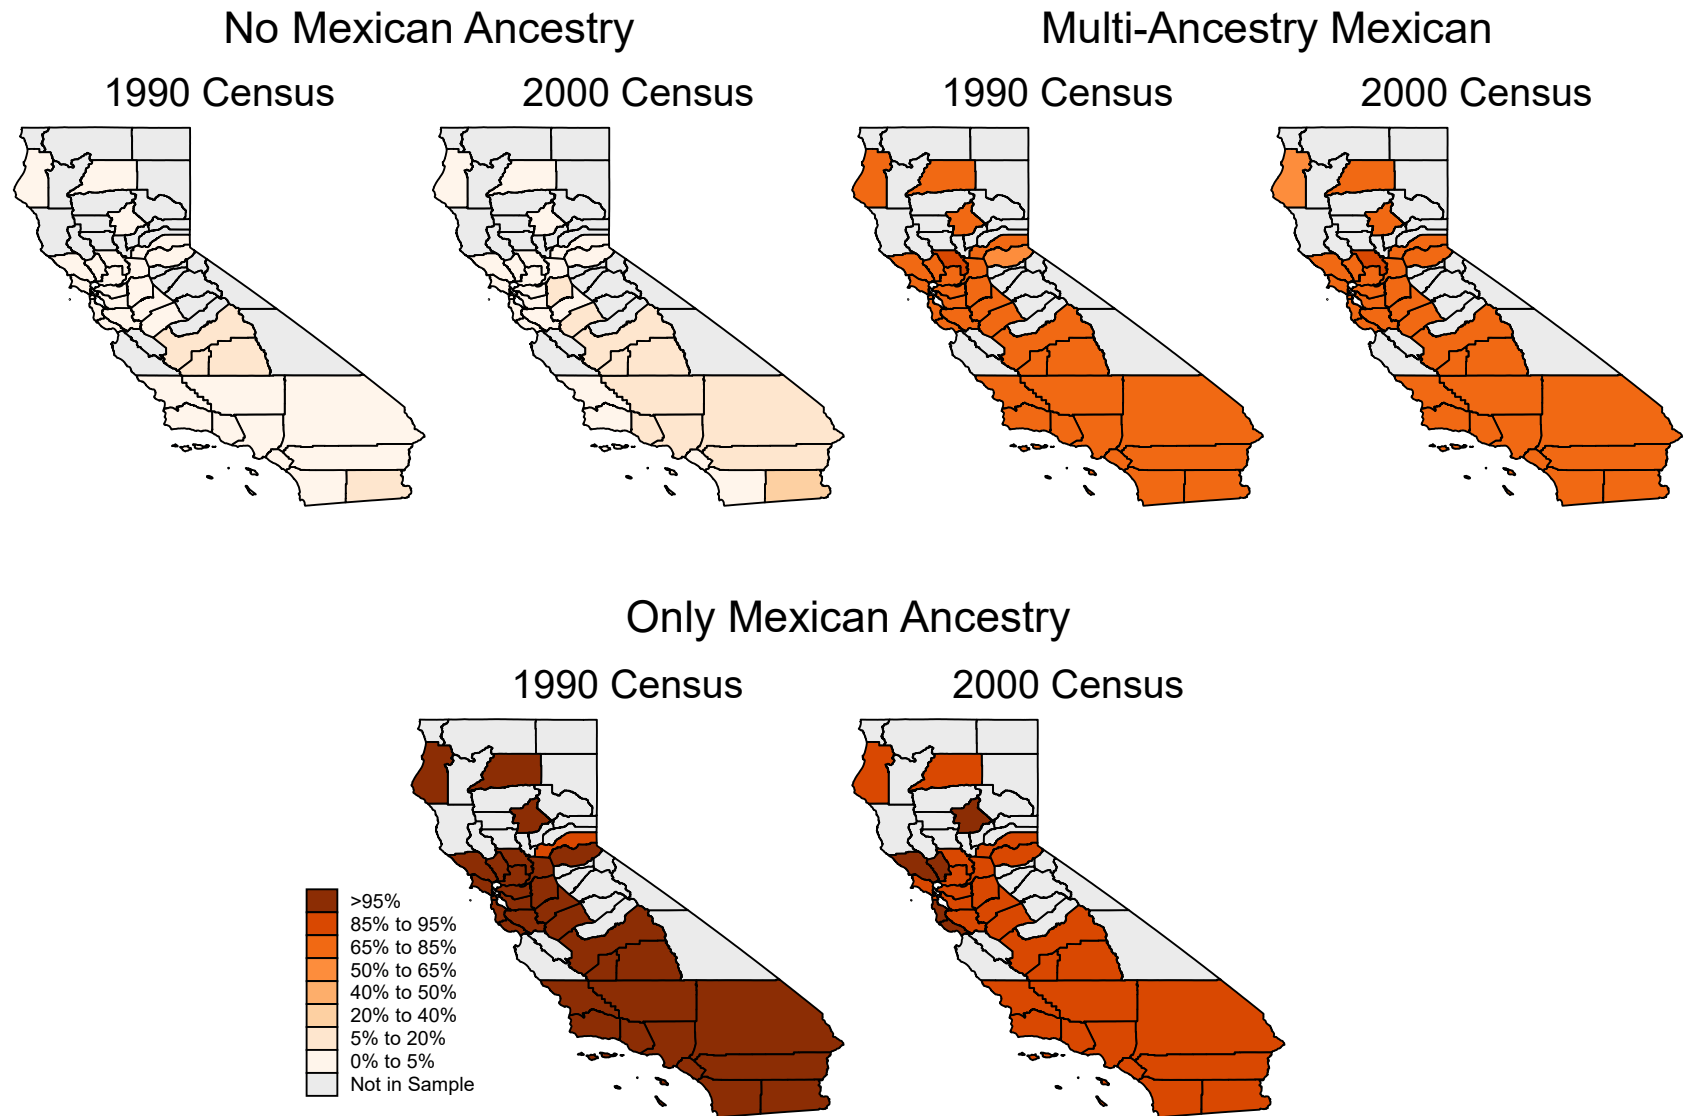 No Mexican Ancestry
Multi-Ancestry Mexican
1990 Census
2000 Census
1990 Census
2000 Census
Only Mexican Ancestry
1990 Census
2000 Census
>95%
85% to 95%
65% to 85%
50% to 65%
40% to 50%
20% to 40%
5% to 20%
0% to 5%
Not in Sample